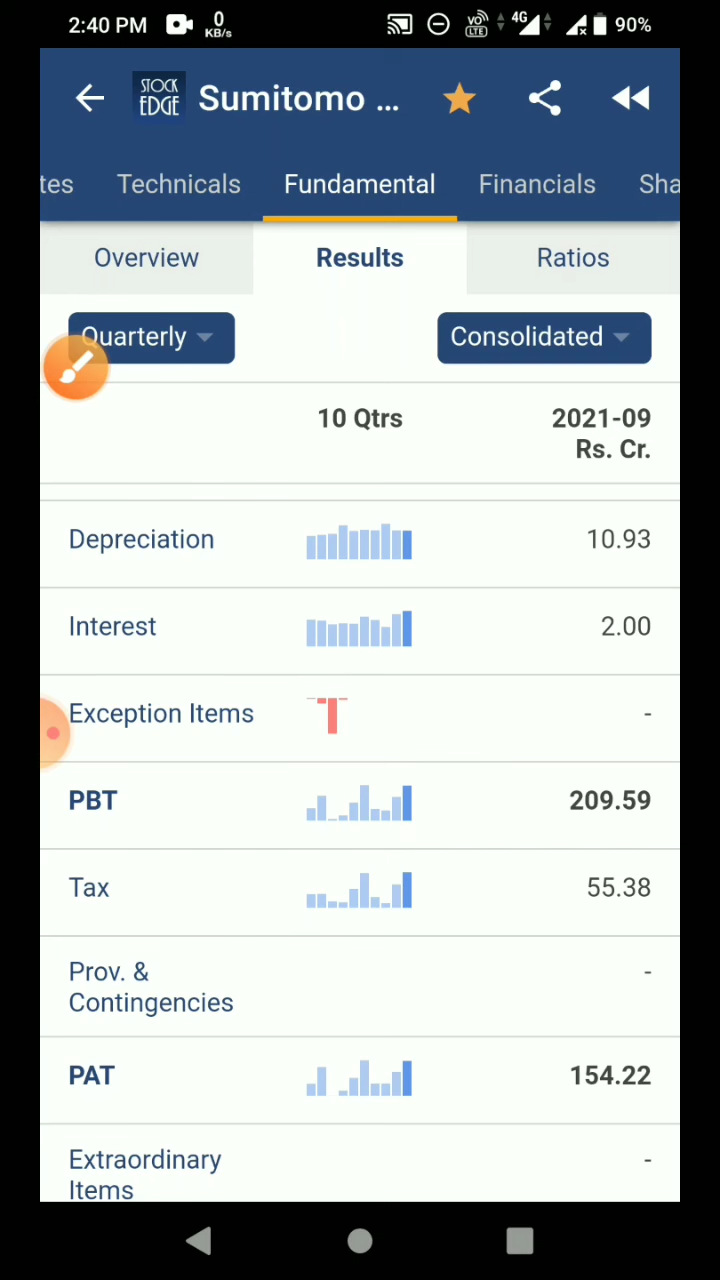 2:40 PM 0 KB/s VO LTE 4G 90%
STOCK EDGE Sumitomo ...
tes Technicals Fundamental Financials Sha
Overview Results Ratios
Quarterly Consolidated
10 Qtrs 2021-09
Rs. Cr.
Depreciation 10.93
Interest 2.00
Exception Items -
PBT 209.59
Tax 55.38
Prov. & -
Contingencies
PAT 154.22
Extraordinary -
Items